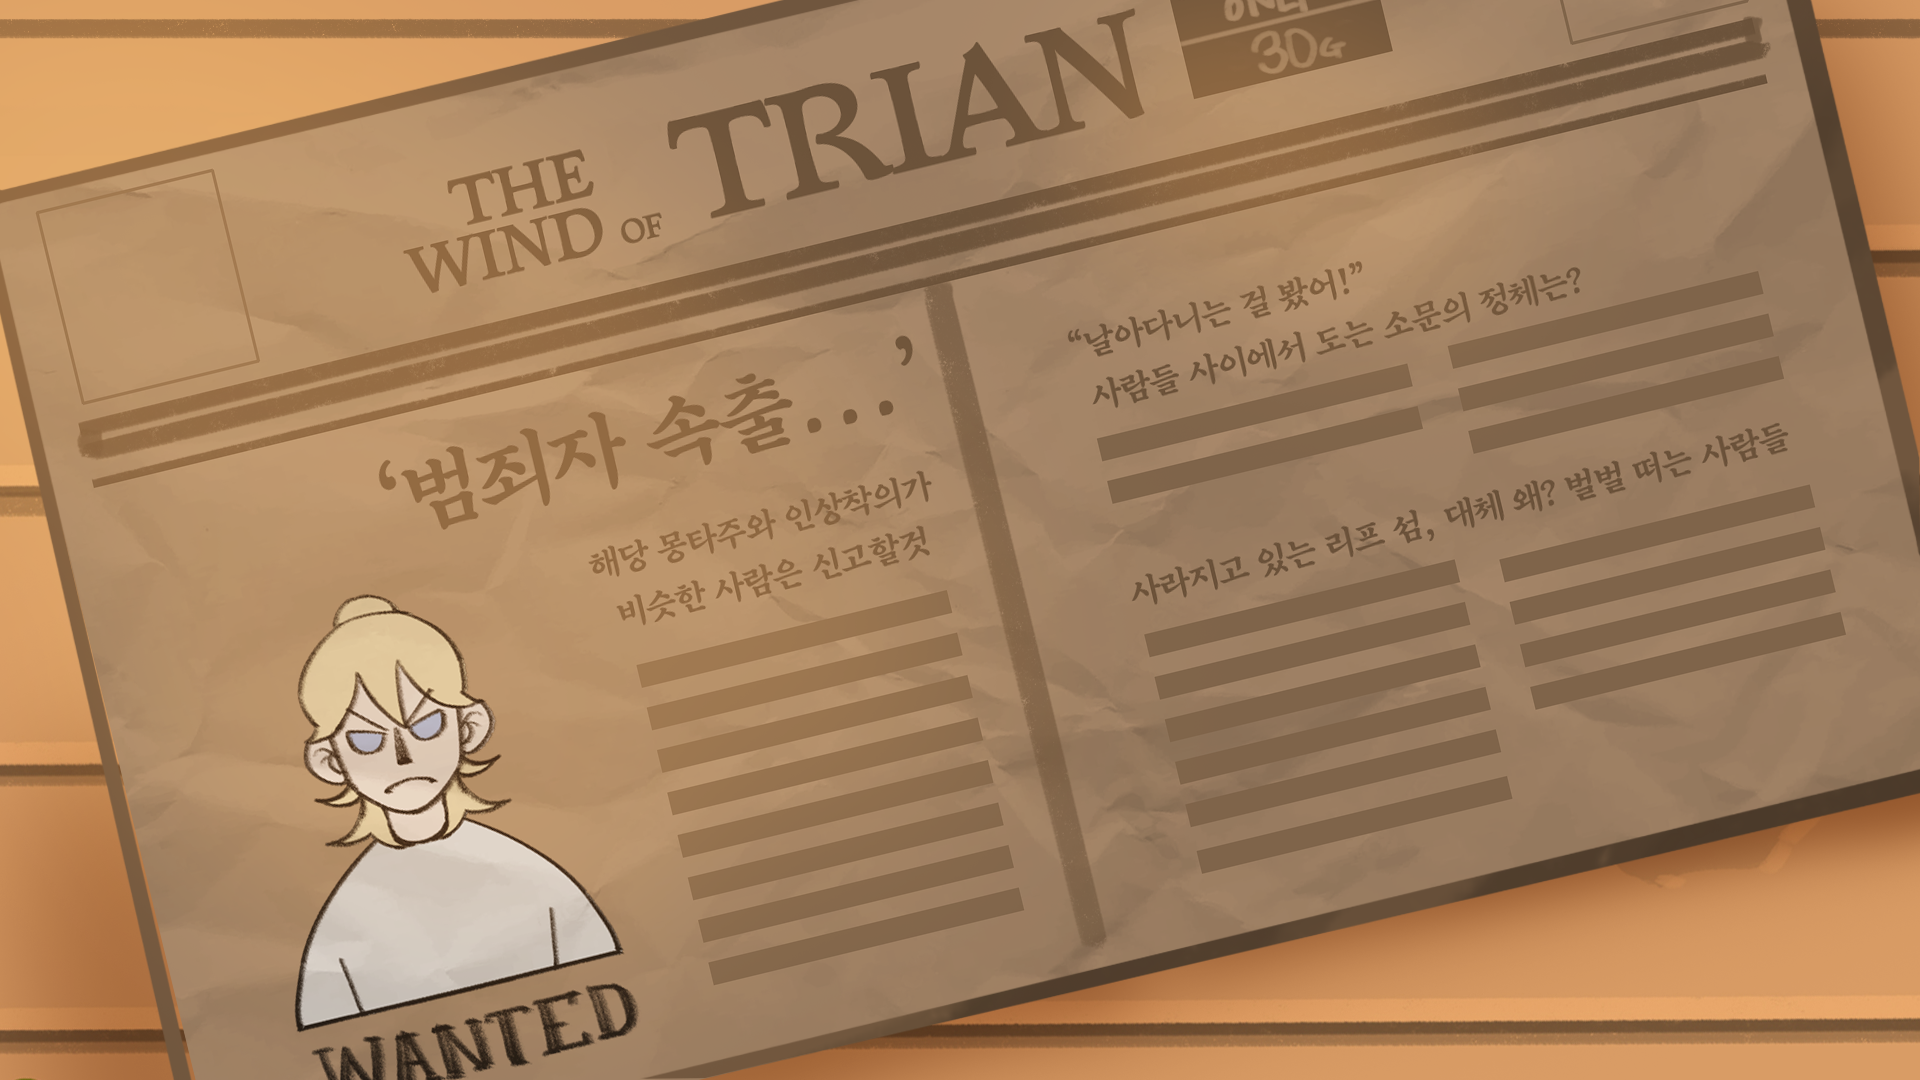 THE
WIND OF TRIAN
ONLY
30G
‘범죄자 속출...’
해당 몽타주와 인상착의가
비슷한 사람은 신고할것
WANTED
“날아다니는 걸 봤어!”
사람들 사이에서 도는 소문의 정체는?
사라지고 있는 리프 섬, 대체 왜? 벌벌 떠는 사람들